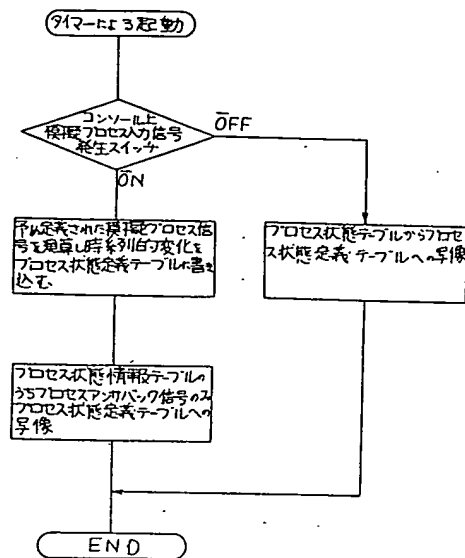 タイマーによる起動
コンソール上
模擬プロセス入力信号
発生スイッチ
OFF
ON
予め定義された模擬プロセス信
号を発生し時系列的変化を
プロセス状態定義テーブルに書き
込む、
プロセス状態テーブルからプロセ
ス状態定義テーブルへの写像
プロセス状態情報テーブルの
うちプロセスアンサバック信号のみ
プロセス状態定義テーブルへの
写像
END